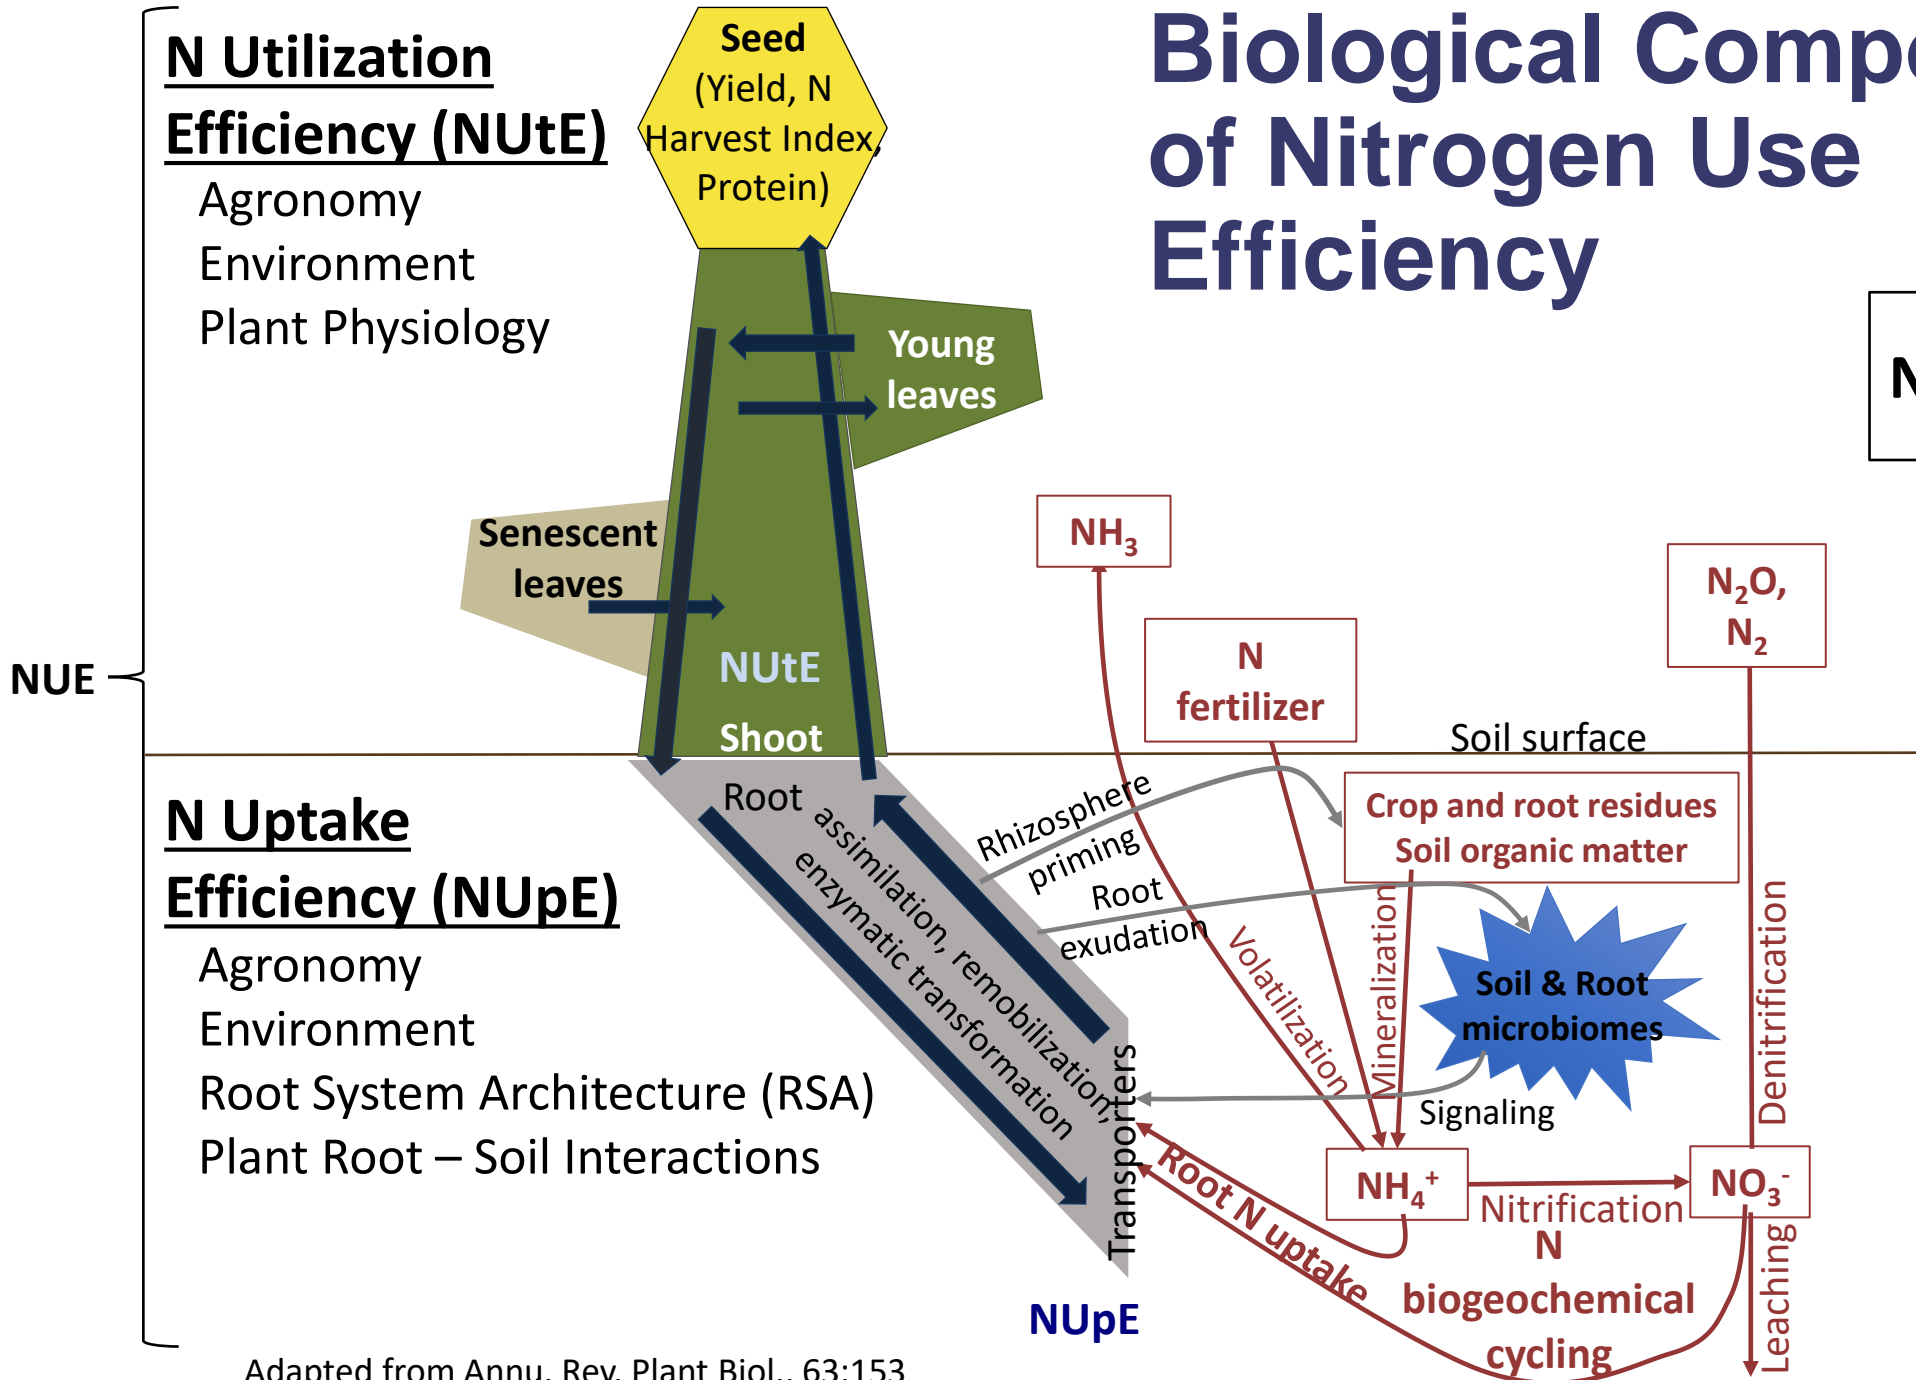 Biological Comp
of Nitrogen Use
Efficiency
N Utilization
Efficiency (NUtE)
Agronomy
Environment
Plant Physiology
Seed
(Yield, N
Harvest Index,
Protein)
Young
leaves
Senescent
leaves
NUtE
Shoot
NUE
N
NH₃
N
fertilizer
N₂O,
N₂
Soil surface
N Uptake
Efficiency (NUpE)
Agronomy
Environment
Root System Architecture (RSA)
Plant Root – Soil Interactions
Root
assimilation, remobilization,
enzymatic transformation
Transporters
NUpE
Rhizosphere
priming
Root
exudation
Crop and root residues
Soil organic matter
Volatilization
Mineralization
Soil & Root
microbiomes
Signaling
Denitrification
NH₄⁺
Nitrification
NO₃⁻
Leaching
Root N uptake
N
biogeochemical
cycling
Adapted from Annu. Rev. Plant Biol., 63:153